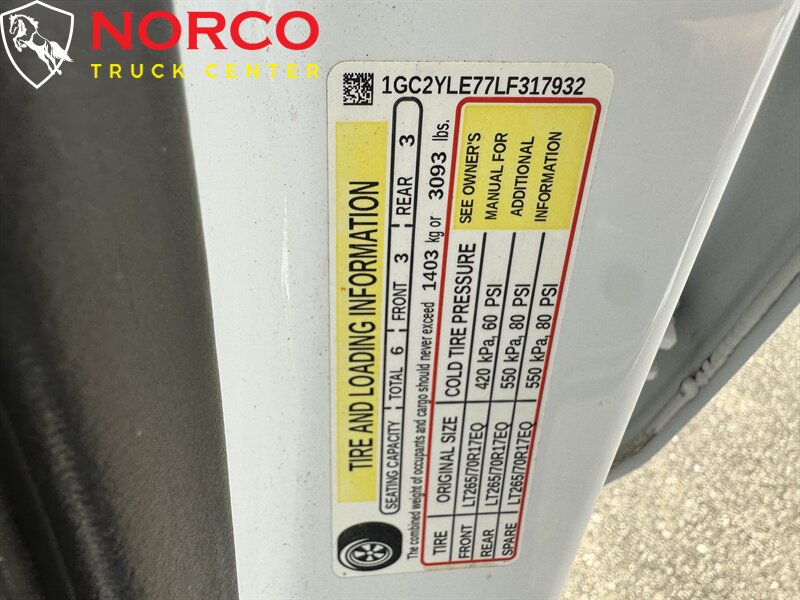 NORCO
TRUCK CENTER
1GC2YLE77LF317932
TIRE AND LOADING INFORMATION
SEATING CAPACITY TOTAL 6 FRONT 3 REAR 3
The combined weight of occupants and cargo should never exceed 1403 kg or 3093 lbs.
TIRE ORIGINAL SIZE COLD TIRE PRESSURE
FRONT LT265/70R17EQ 420 kPa, 60 PSI
REAR LT265/70R17EQ 550 kPa, 80 PSI
SPARE LT265/70R17EQ 550 kPa, 80 PSI
SEE OWNER'S
MANUAL FOR
ADDITIONAL
INFORMATION